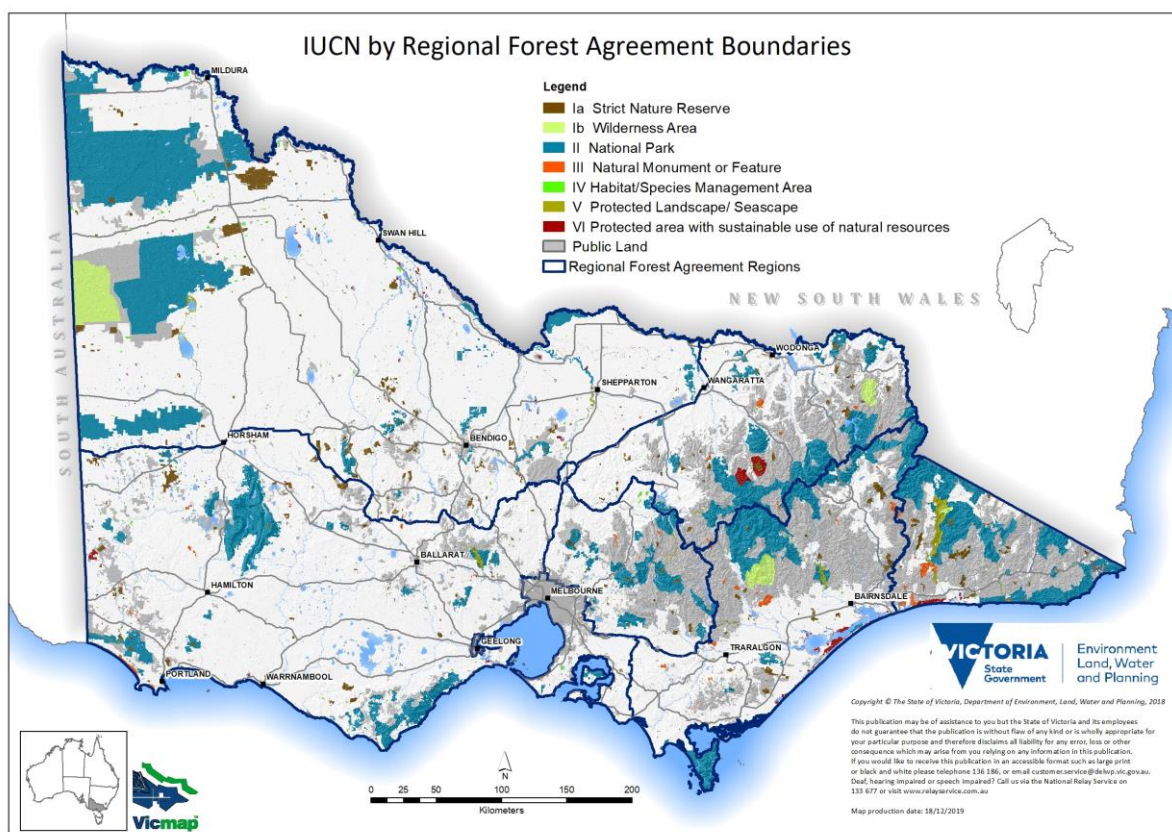 IUCN by Regional Forest Agreement Boundaries
Legend
Ia Strict Nature Reserve
Ib Wilderness Area
II National Park
III Natural Monument or Feature
IV Habitat/Species Management Area
V Protected Landscape/ Seascape
VI Protected area with sustainable use of natural resources
Public Land
Regional Forest Agreement Regions
MILDURA
SWAN HILL
SOUTH AUSTRALIA
NEW SOUTH WALES
WODONGA
SHEPPARTON
WANGARATTA
HORSHAM
BENDIGO
BALLARAT
HAMILTON
MELBOURNE
BAIRNSDALE
GEELONG
TRARALGON
PORTLAND
WARRNAMBOOL
VICTORIA
State
Government
Environment
Land, Water
and Planning
Copyright © The State of Victoria, Department of Environment, Land, Water and Planning, 2018
This publication may be of assistance to you but the State of Victoria and its employees
do not guarantee that the publication is without flaw of any kind or is wholly appropriate for
your particular purpose and therefore disclaims all liability for any error, loss or other
consequence which may arise from you relying on any information in this publication.
If you would like to receive this publication in an accessible format such as large print
or black and white please telephone 136 186, or email customer.service@delwp.vic.gov.au.
Deaf, hearing impaired or speech impaired? Call us via the National Relay Service on
133 677 or visit www.relayservice.com.au
Map production date: 18/12/2019
Vicmap™
N
0 25 50 100 150 200
Kilometers